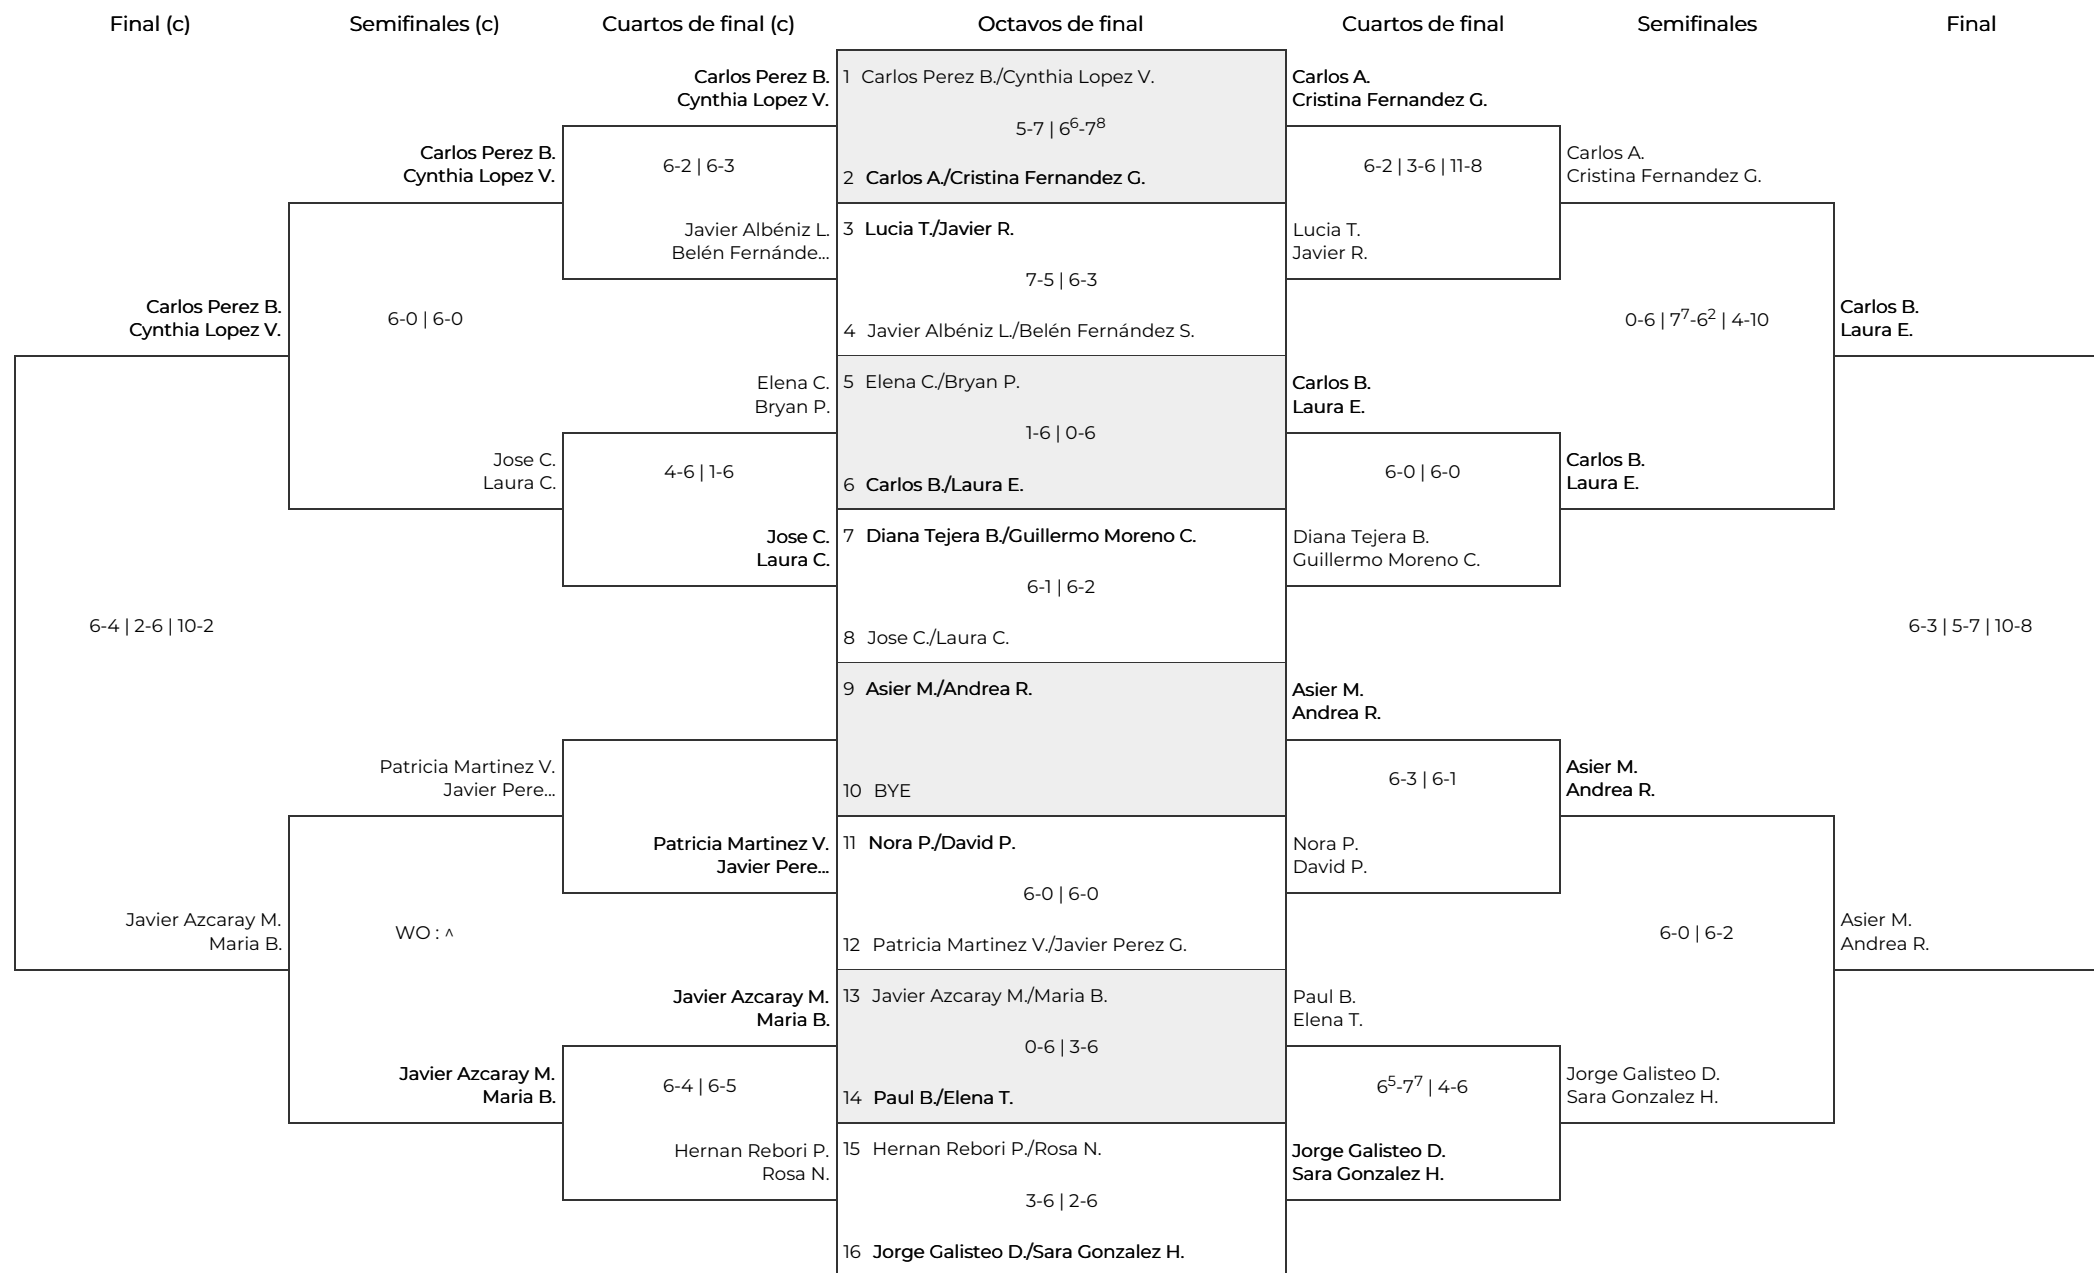 Final (c)
Semifinales (c)
Cuartos de final (c)
Octavos de final
Cuartos de final
Semifinales
Final
Carlos Perez B.
Cynthia Lopez V.
6-4 | 2-6 | 10-2
Javier Azcaray M.
Maria B.
Carlos Perez B.
Cynthia Lopez V.
6-0 | 6-0
Jose C.
Laura C.
Patricia Martinez V.
Javier Pere...
WO : ^
Javier Azcaray M.
Maria B.
Carlos Perez B.
Cynthia Lopez V.
6-2 | 6-3
Javier Albéniz L.
Belén Fernánde...
Elena C.
Bryan P.
4-6 | 1-6
Jose C.
Laura C.
Patricia Martinez V.
Javier Pere...
Javier Azcaray M.
Maria B.
6-4 | 6-5
Hernan Rebori P.
Rosa N.
1 Carlos Perez B./Cynthia Lopez V.
5-7 | 6⁶-7⁸
2 Carlos A./Cristina Fernandez G.
3 Lucia T./Javier R.
7-5 | 6-3
4 Javier Albéniz L./Belén Fernández S.
5 Elena C./Bryan P.
1-6 | 0-6
6 Carlos B./Laura E.
7 Diana Tejera B./Guillermo Moreno C.
6-1 | 6-2
8 Jose C./Laura C.
9 Asier M./Andrea R.
10 BYE
11 Nora P./David P.
6-0 | 6-0
12 Patricia Martinez V./Javier Perez G.
13 Javier Azcaray M./Maria B.
0-6 | 3-6
14 Paul B./Elena T.
15 Hernan Rebori P./Rosa N.
3-6 | 2-6
16 Jorge Galisteo D./Sara Gonzalez H.
Carlos A.
Cristina Fernandez G.
6-2 | 3-6 | 11-8
Lucia T.
Javier R.
Carlos B.
Laura E.
6-0 | 6-0
Diana Tejera B.
Guillermo Moreno C.
Asier M.
Andrea R.
6-3 | 6-1
Nora P.
David P.
Paul B.
Elena T.
6⁵-7⁷ | 4-6
Jorge Galisteo D.
Sara Gonzalez H.
Carlos A.
Cristina Fernandez G.
0-6 | 7⁷-6² | 4-10
Carlos B.
Laura E.
Asier M.
Andrea R.
6-0 | 6-2
Jorge Galisteo D.
Sara Gonzalez H.
Carlos B.
Laura E.
6-3 | 5-7 | 10-8
Asier M.
Andrea R.